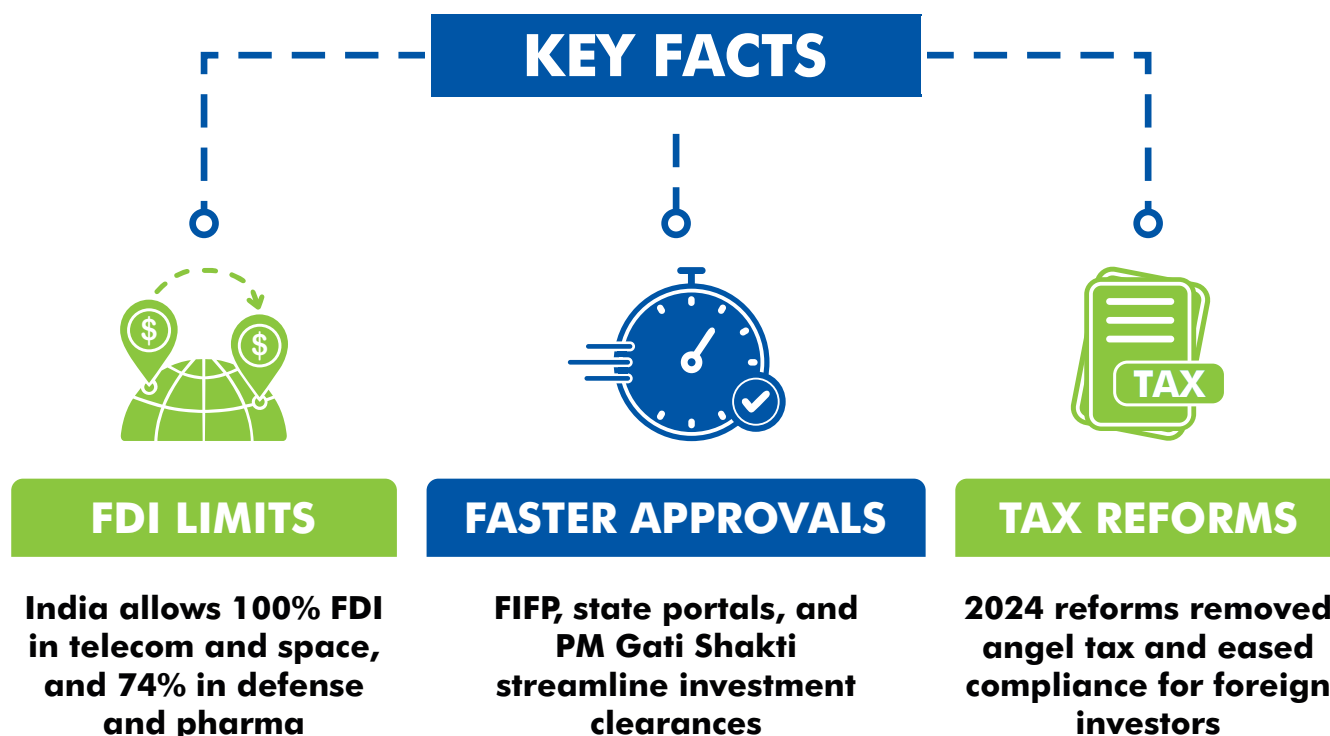 KEY FACTS
$
$
TAX
FDI LIMITS
India allows 100% FDI
in telecom and space,
and 74% in defense
and pharma
FASTER APPROVALS
FIFP, state portals, and
PM Gati Shakti
streamline investment
clearances
TAX REFORMS
2024 reforms removed
angel tax and eased
compliance for foreign
investors